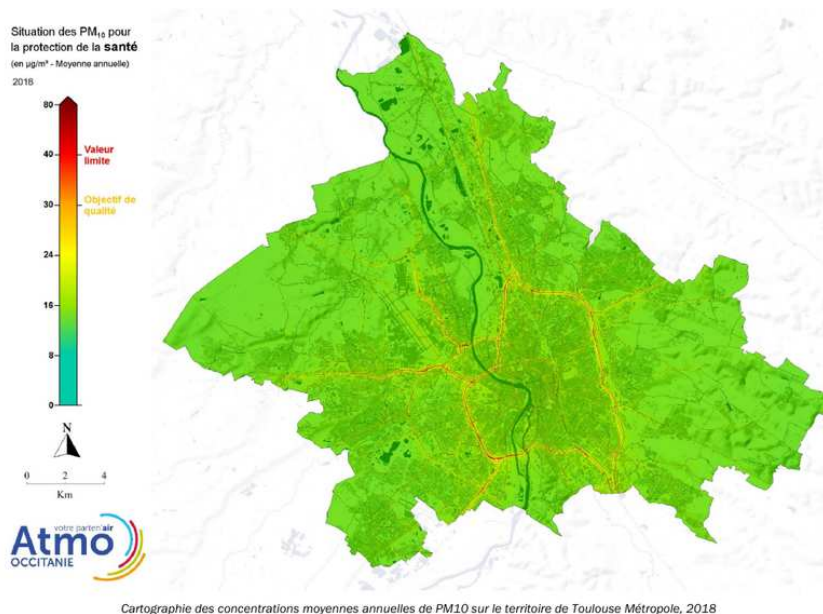 Situation des PM₁₀ pour
la protection de la santé
(en µg/m³ - Moyenne annuelle)
2018
80
40
Valeur
limite
30
Objectif de
qualité
24
16
8
0
N
0 2 4
Km
votre parten'air
Atmo
OCCITANIE
Cartographie des concentrations moyennes annuelles de PM10 sur le territoire de Toulouse Métropole, 2018